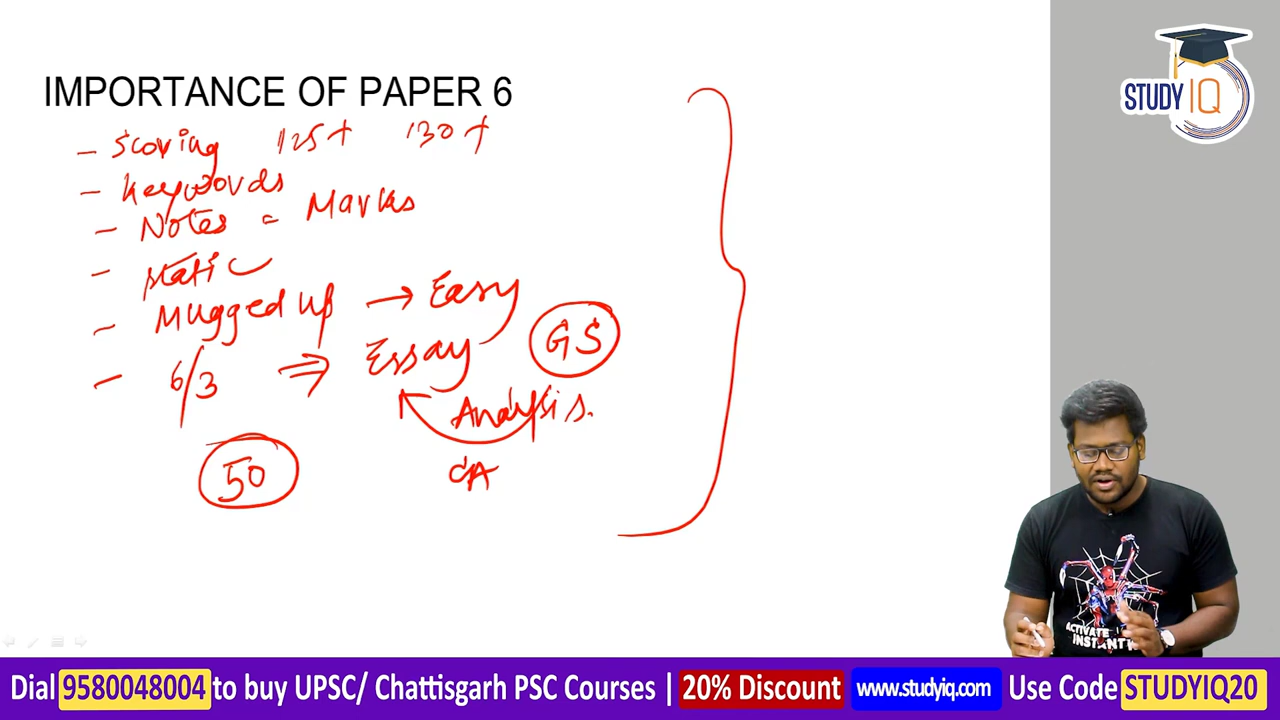 STUDY IQ
IMPORTANCE OF PAPER 6
- Scoring 125+ 130+
- Keywords
- Notes = Marks
- Static
- Mugged up → Easy
- 6/3 ⇒ Essay GS
Analysis.
50 CA
ACTIVATE
INSTANT
Dial 9580048004 to buy UPSC/ Chattisgarh PSC Courses | 20% Discount www.studyiq.com Use Code STUDYIQ20